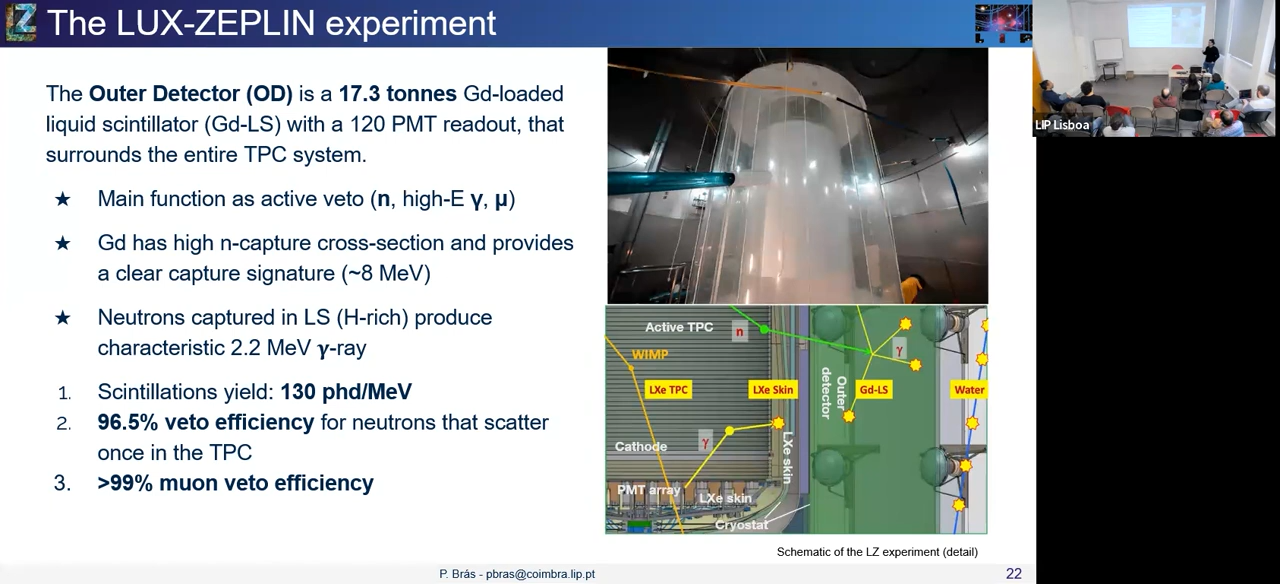 The LUX-ZEPLIN experiment
The Outer Detector (OD) is a 17.3 tonnes Gd-loaded
liquid scintillator (Gd-LS) with a 120 PMT readout, that
surrounds the entire TPC system.
★ Main function as active veto (n, high-E γ, μ)
★ Gd has high n-capture cross-section and provides
a clear capture signature (~8 MeV)
★ Neutrons captured in LS (H-rich) produce
characteristic 2.2 MeV γ-ray
1. Scintillations yield: 130 phd/MeV
2. 96.5% veto efficiency for neutrons that scatter
once in the TPC
3. >99% muon veto efficiency
Active TPC
n
WIMP
γ
LXe TPC
LXe Skin
Outer
detector
Gd-LS
Water
γ
Cathode
LXe skin
PMT array
LXe skin
Cryostat
Schematic of the LZ experiment (detail)
P. Brás - pbras@coimbra.lip.pt
22
LIP Lisboa